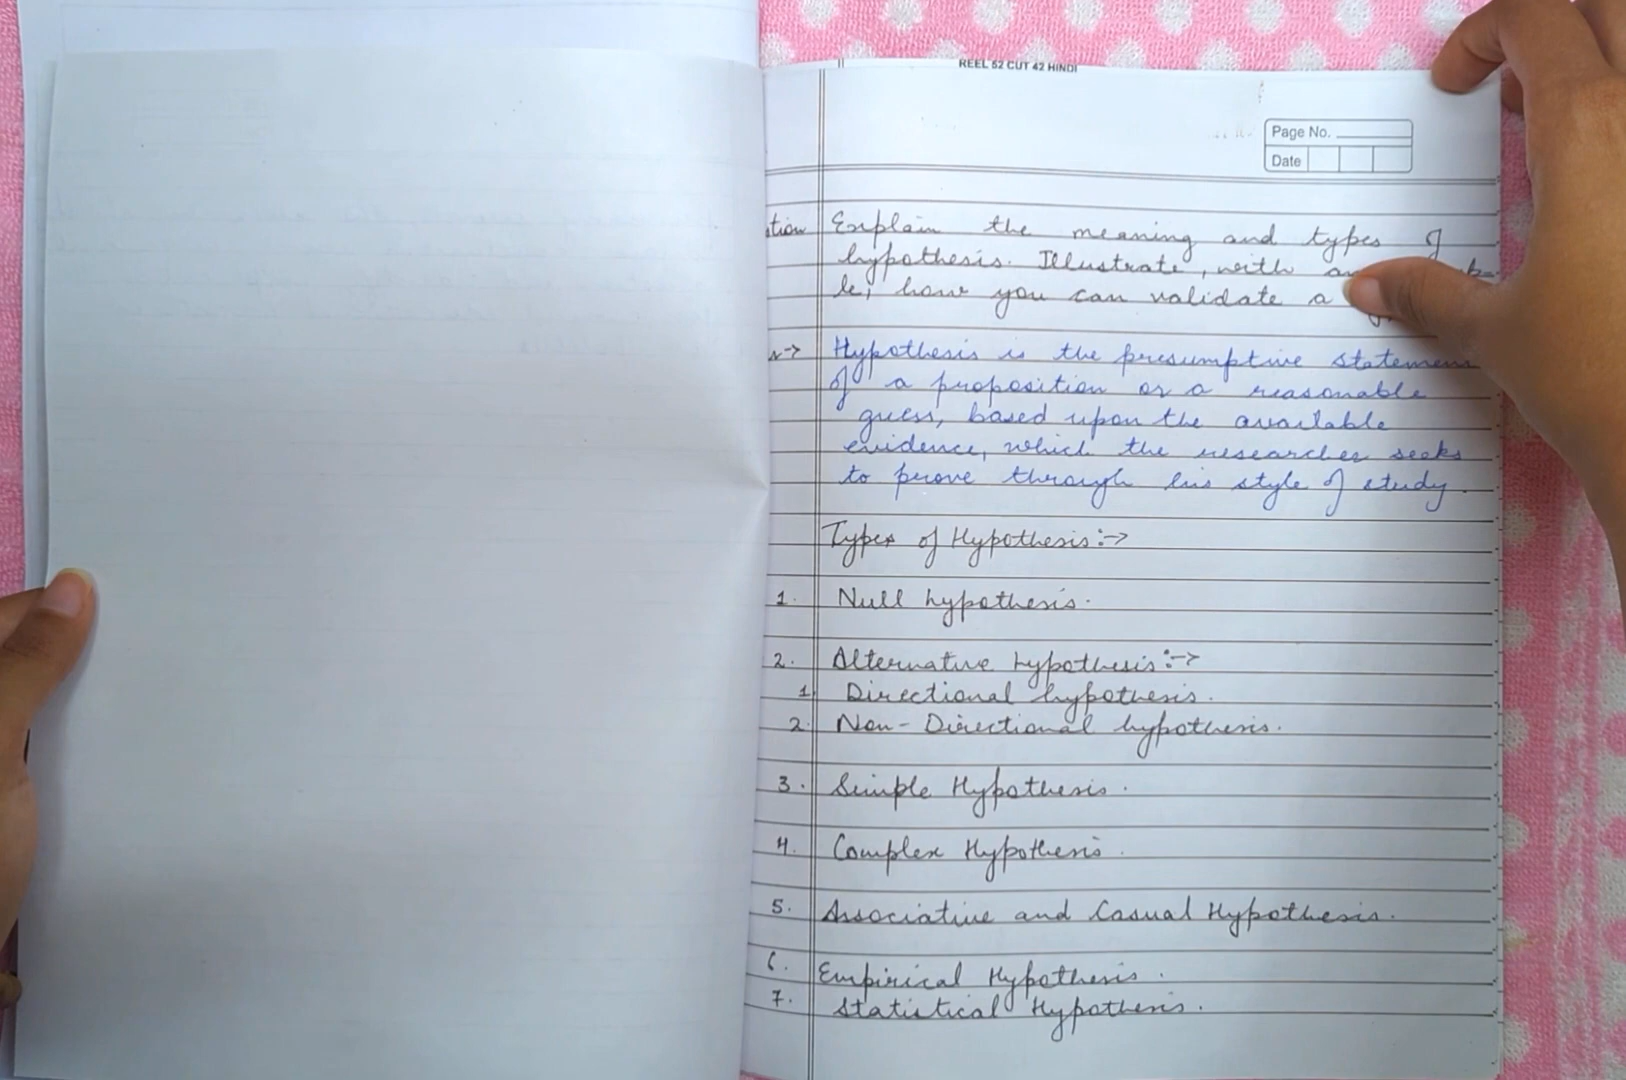 REEL 52 CUT 42 HINDI
Page No.
Date
tion Explain the meaning and types of
hypothesis. Illustrate, with
le, how you can validate a
Hypothesis is the presumptive statemen
of a proposition or a reasonable
guess, based upon the available
evidence, which the researcher seeks
to prove through his style of study.
Types of Hypothesis:->
1. Null hypothesis.
2. Alternative hypothesis:->
1. Directional hypothesis.
2. Non-Directional hypothesis.
3. Simple Hypothesis.
4. Complex Hypothesis.
5. Associative and Casual Hypothesis.
6. Empirical Hypothesis.
7. Statistical Hypothesis.